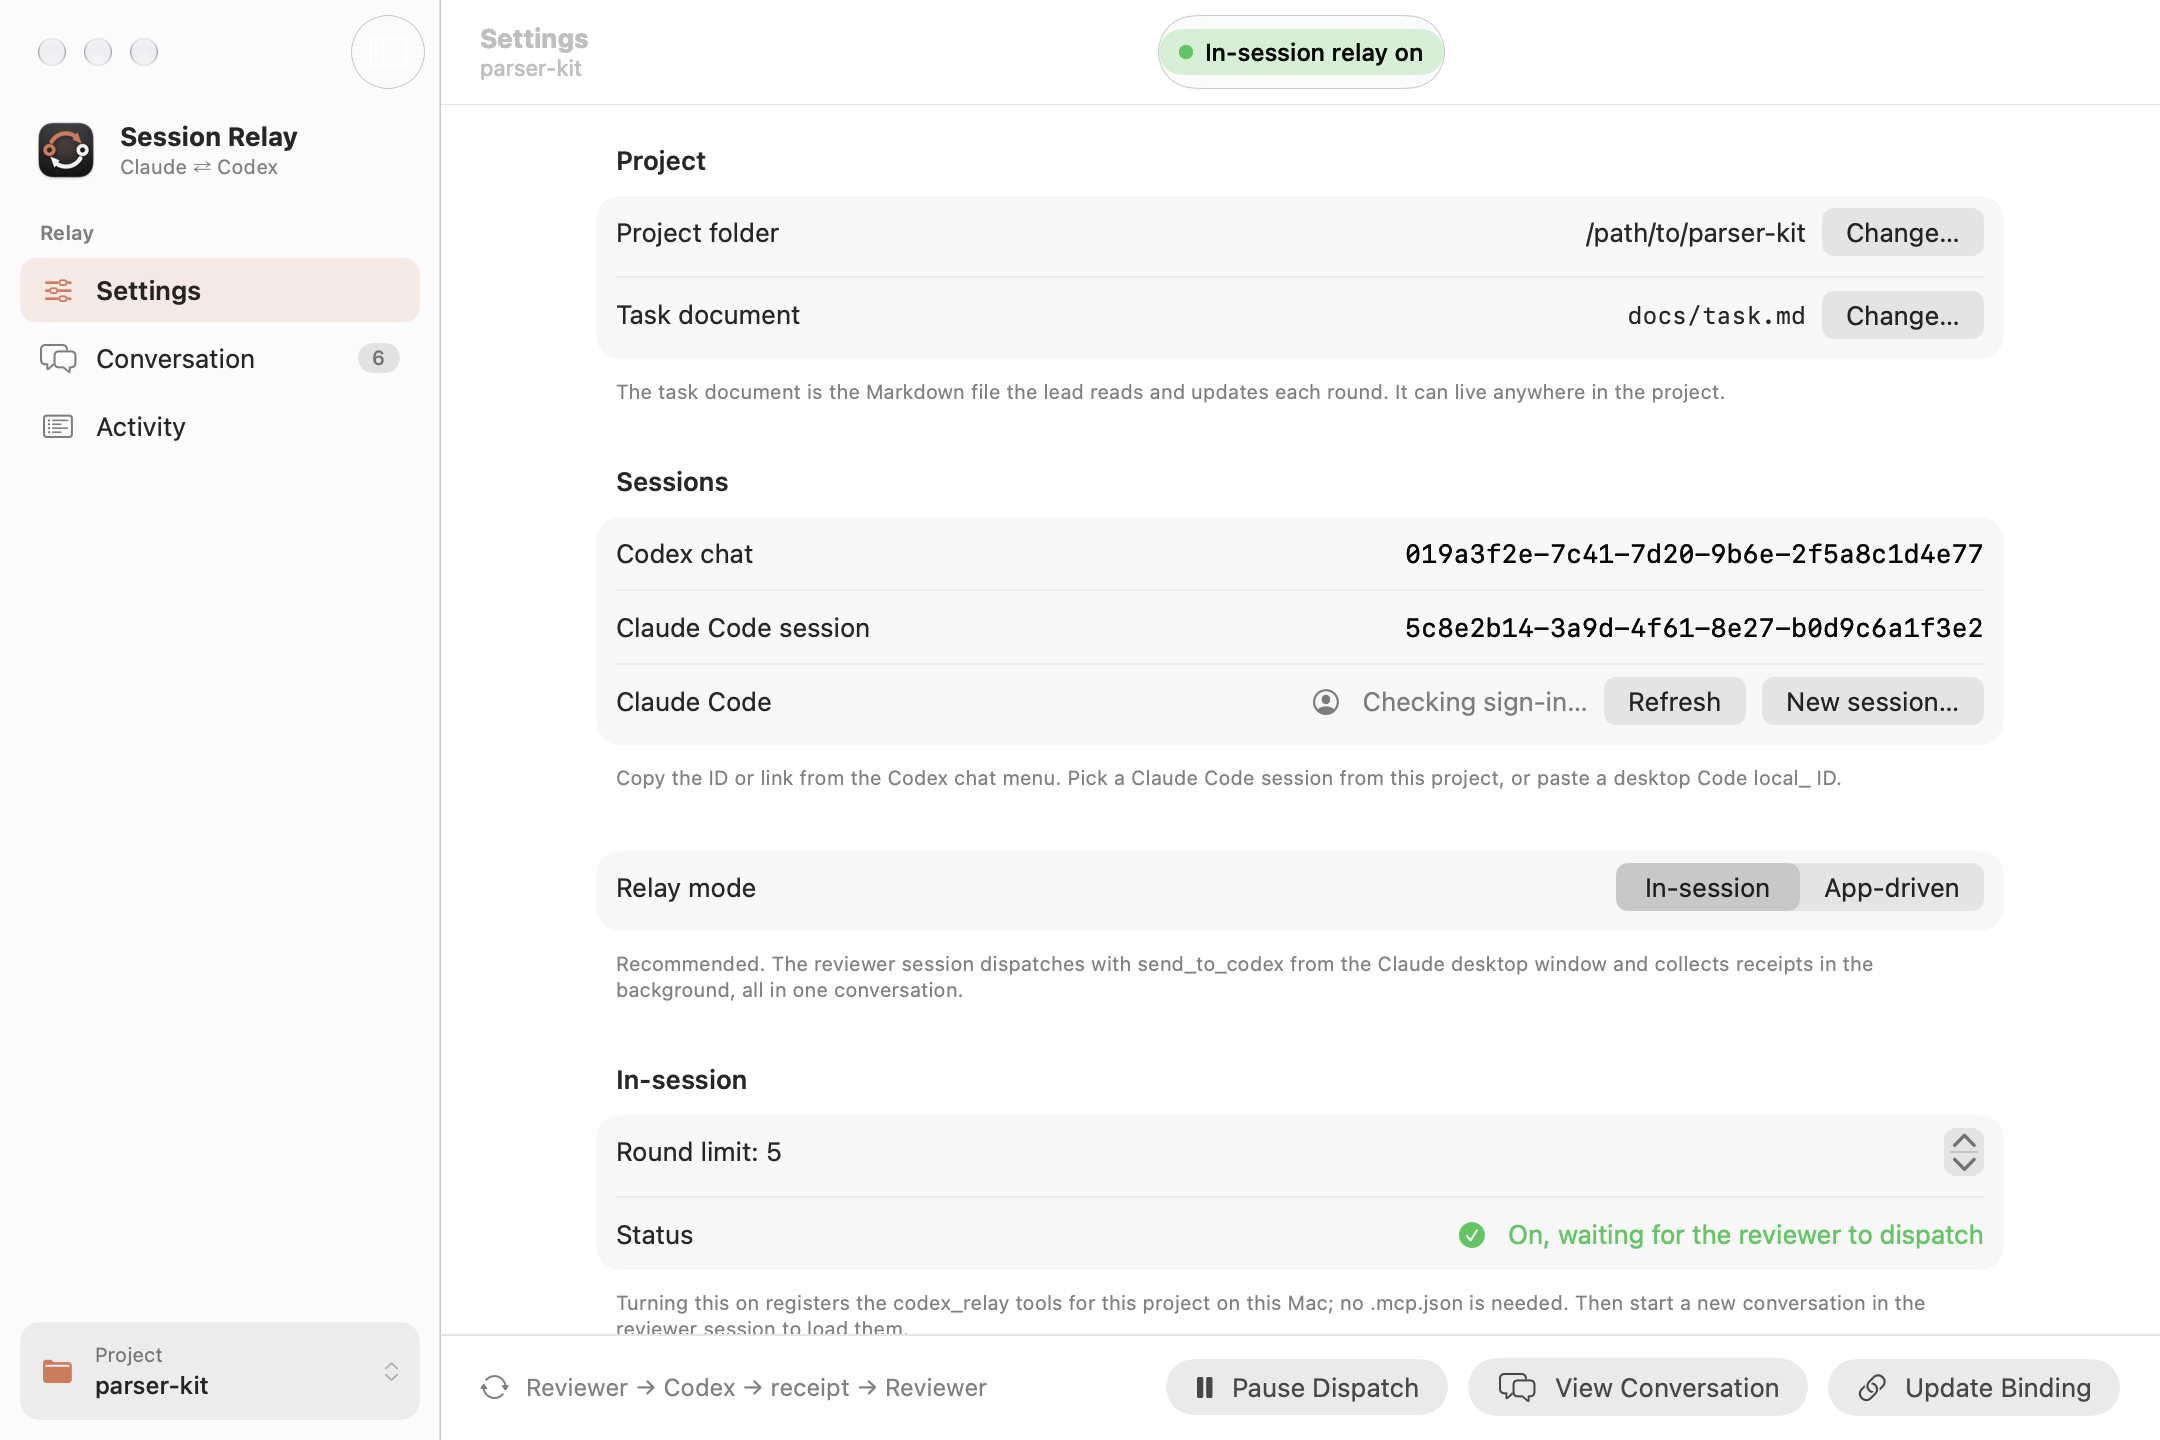 Settings
parser-kit
In-session relay on
Session Relay
Claude ⇄ Codex
Relay
Settings
Conversation 6
Activity
Project
parser-kit
Project
Project folder /path/to/parser-kit Change...
Task document docs/task.md Change...
The task document is the Markdown file the lead reads and updates each round. It can live anywhere in the project.
Sessions
Codex chat 019a3f2e-7c41-7d20-9b6e-2f5a8c1d4e77
Claude Code session 5c8e2b14-3a9d-4f61-8e27-b0d9c6a1f3e2
Claude Code Checking sign-in... Refresh New session...
Copy the ID or link from the Codex chat menu. Pick a Claude Code session from this project, or paste a desktop Code local_ ID.
Relay mode In-session App-driven
Recommended. The reviewer session dispatches with send_to_codex from the Claude desktop window and collects receipts in the
background, all in one conversation.
In-session
Round limit: 5
Status On, waiting for the reviewer to dispatch
Turning this on registers the codex_relay tools for this project on this Mac; no .mcp.json is needed. Then start a new conversation in the
reviewer session to load them.
Reviewer → Codex → receipt → Reviewer Pause Dispatch View Conversation Update Binding